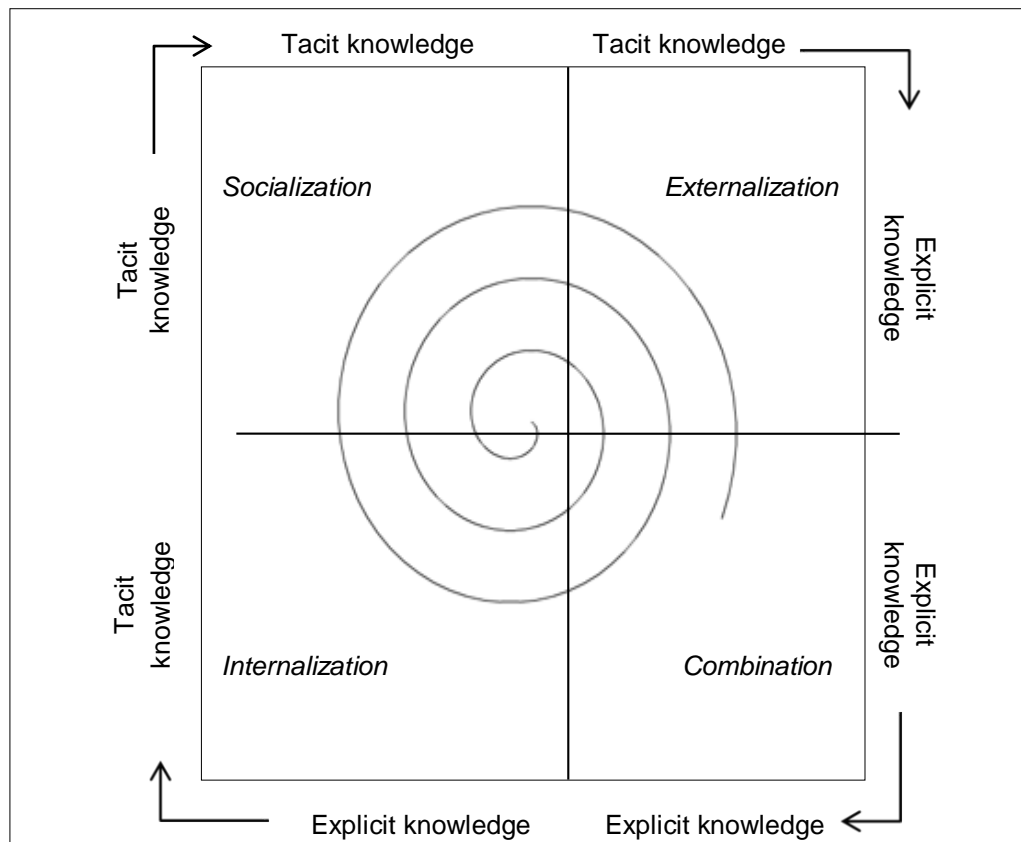 Tacit knowledge
Tacit knowledge
Socialization
Externalization
Tacit
knowledge
Explicit
knowledge
Tacit
knowledge
Explicit
knowledge
Internalization
Combination
Explicit knowledge
Explicit knowledge